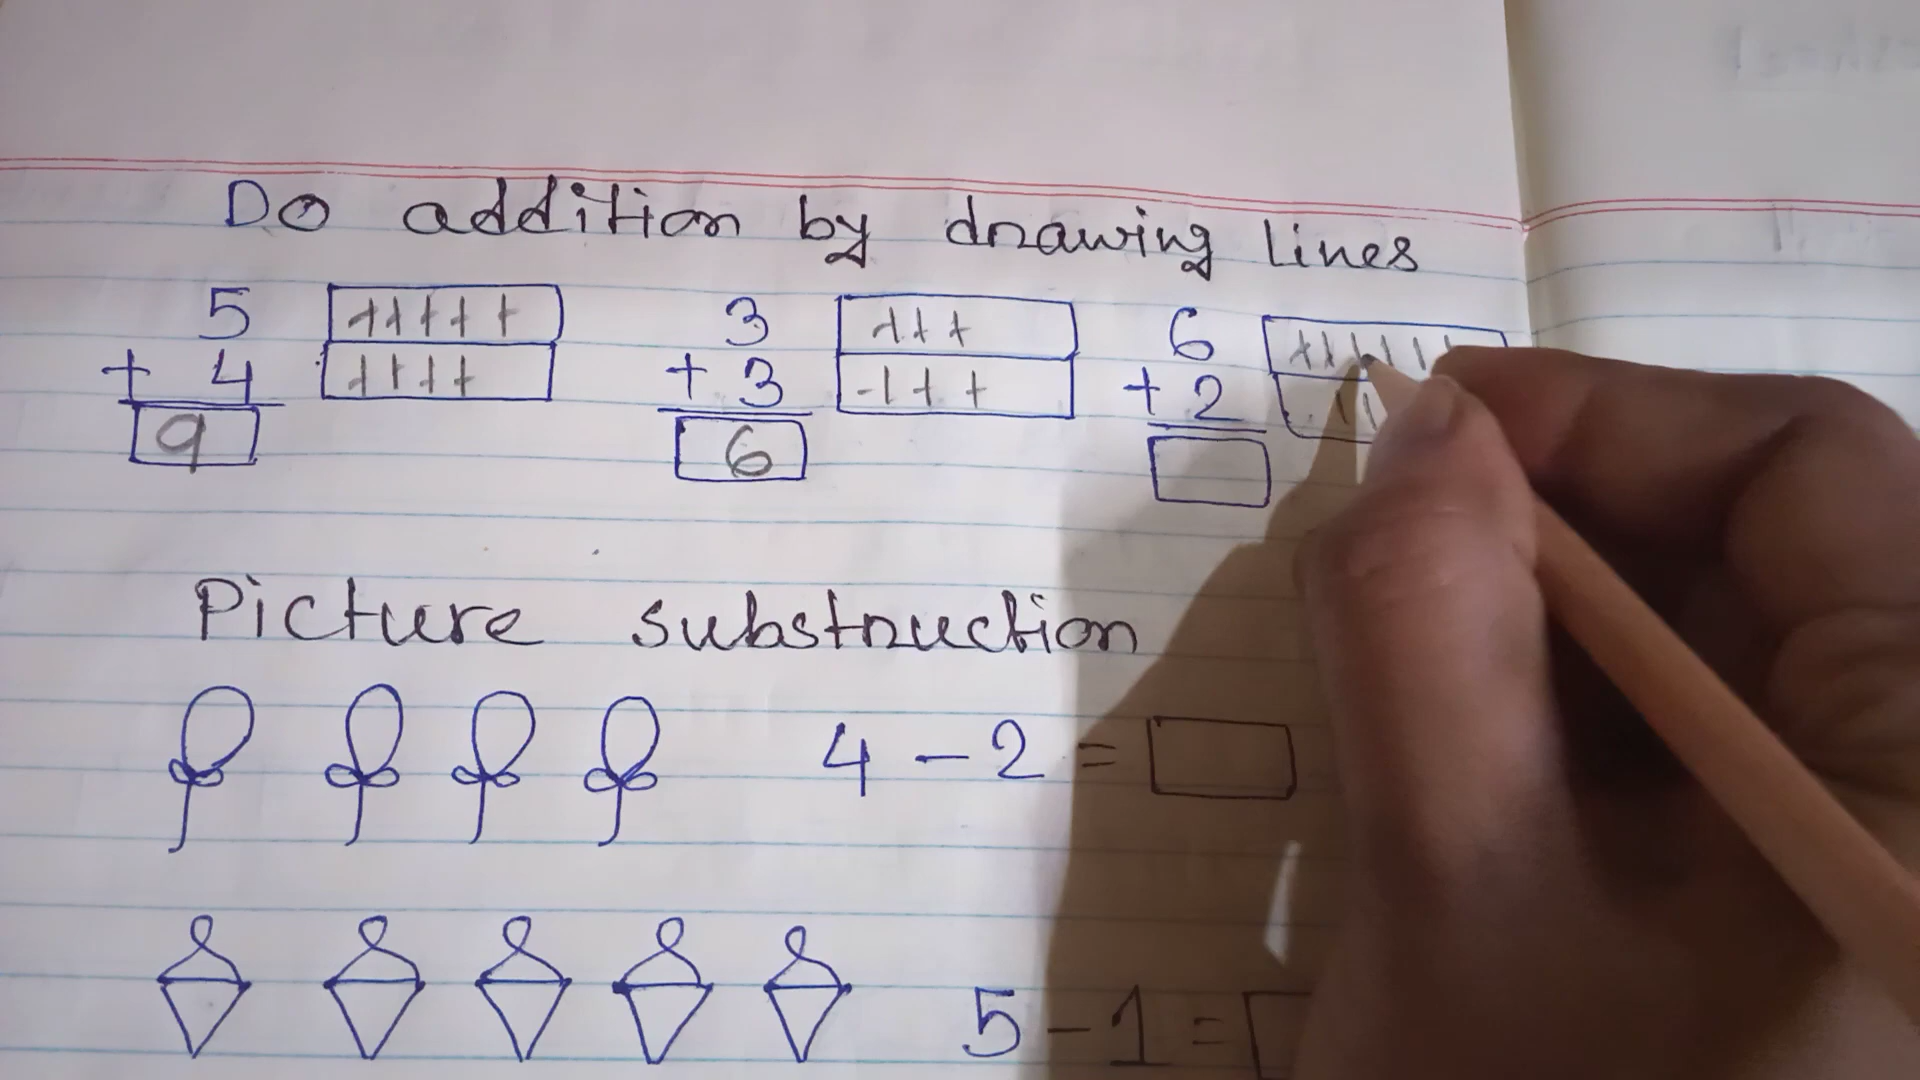 Do addition by drawing lines
5 3 6
+ 4 + 3 + 2
9 6
Picture substruction
4 - 2 =
5 - 1 =